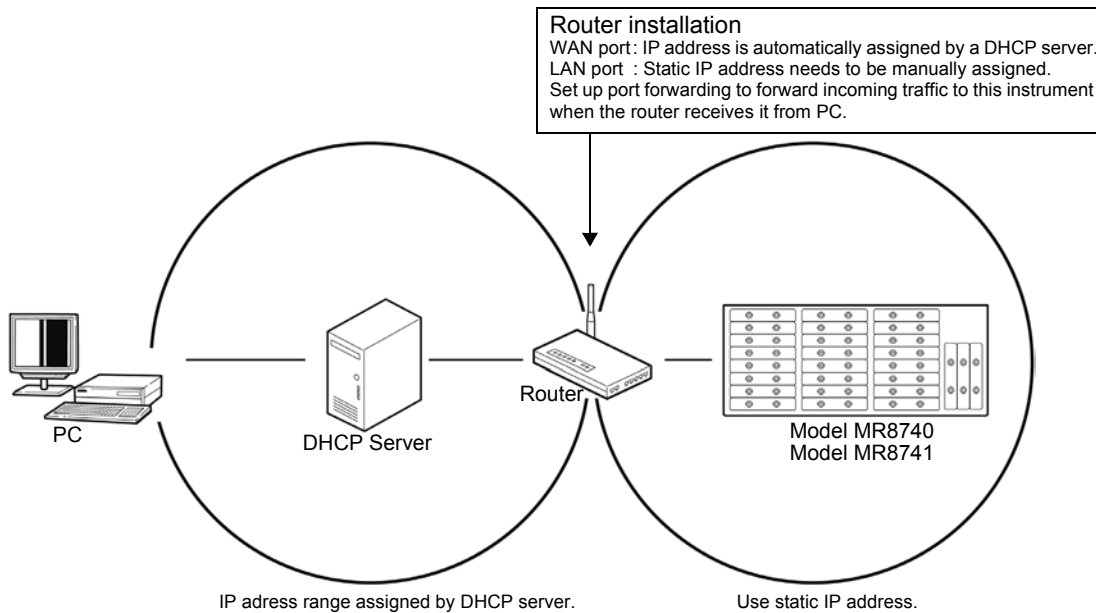 Router installation
WAN port : IP address is automatically assigned by a DHCP server.
LAN port : Static IP address needs to be manually assigned.
Set up port forwarding to forward incoming traffic to this instrument
when the router receives it from PC.
PC
DHCP Server
Router
Model MR8740
Model MR8741
IP adress range assigned by DHCP server.
Use static IP address.